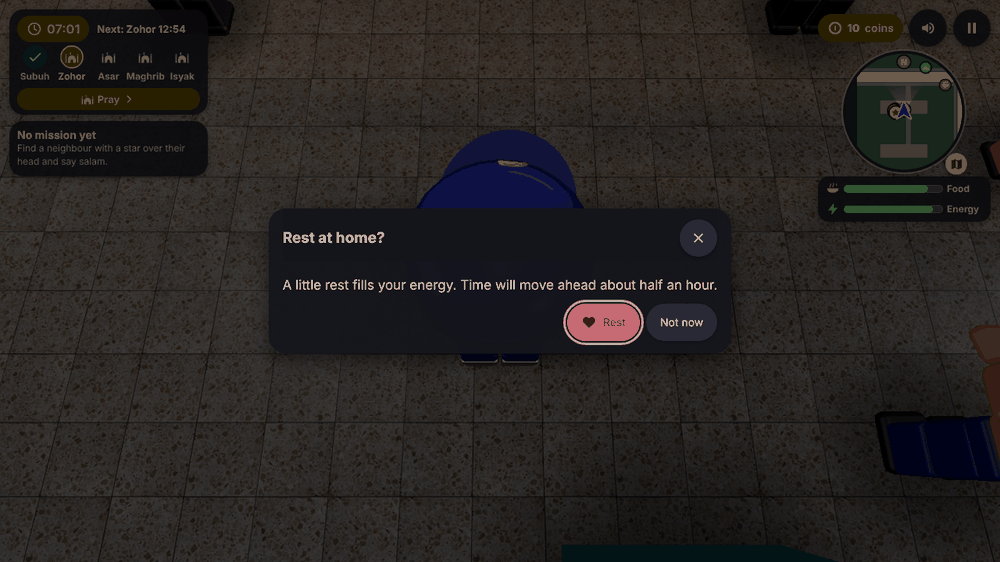 07:01 Next: Zohor 12:54
Subuh Zohor Asar Maghrib Isyak
Pray
No mission yet
Find a neighbour with a star over their
head and say salam.
10 coins
N
Food
Energy
Rest at home?
A little rest fills your energy. Time will move ahead about half an hour.
Rest
Not now